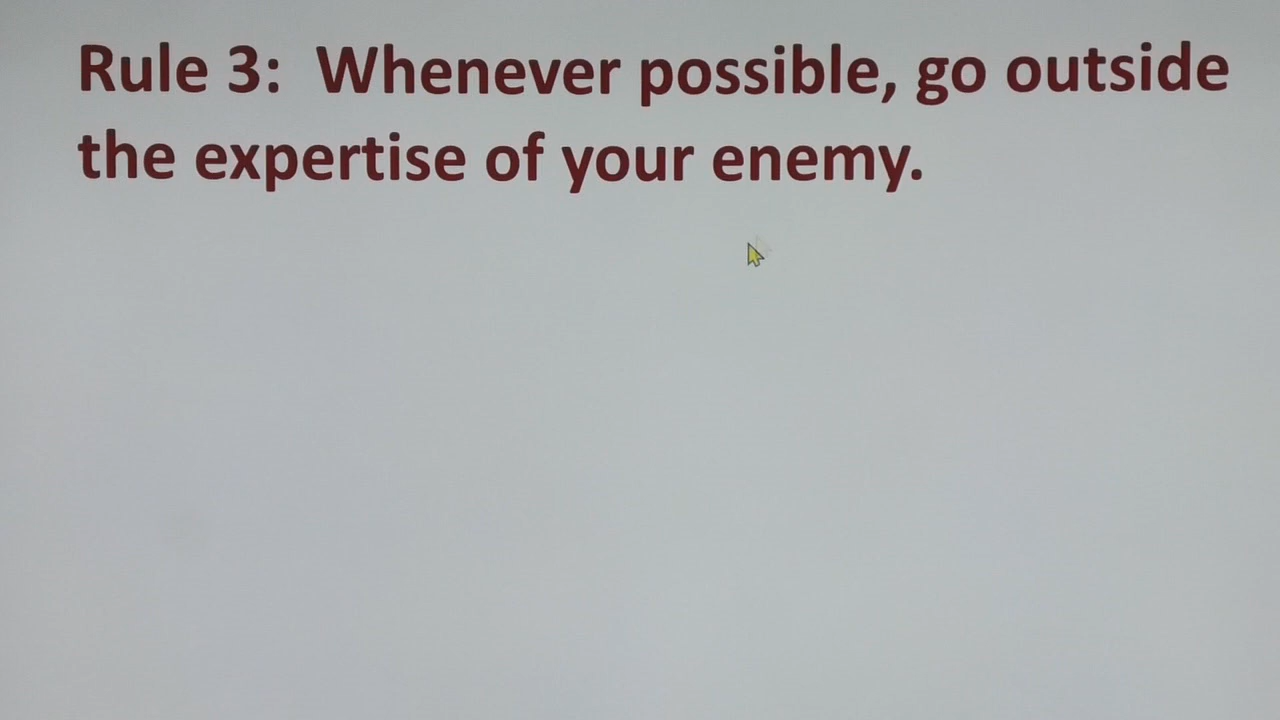 Rule 3:  Whenever possible, go outside
the expertise of your enemy.